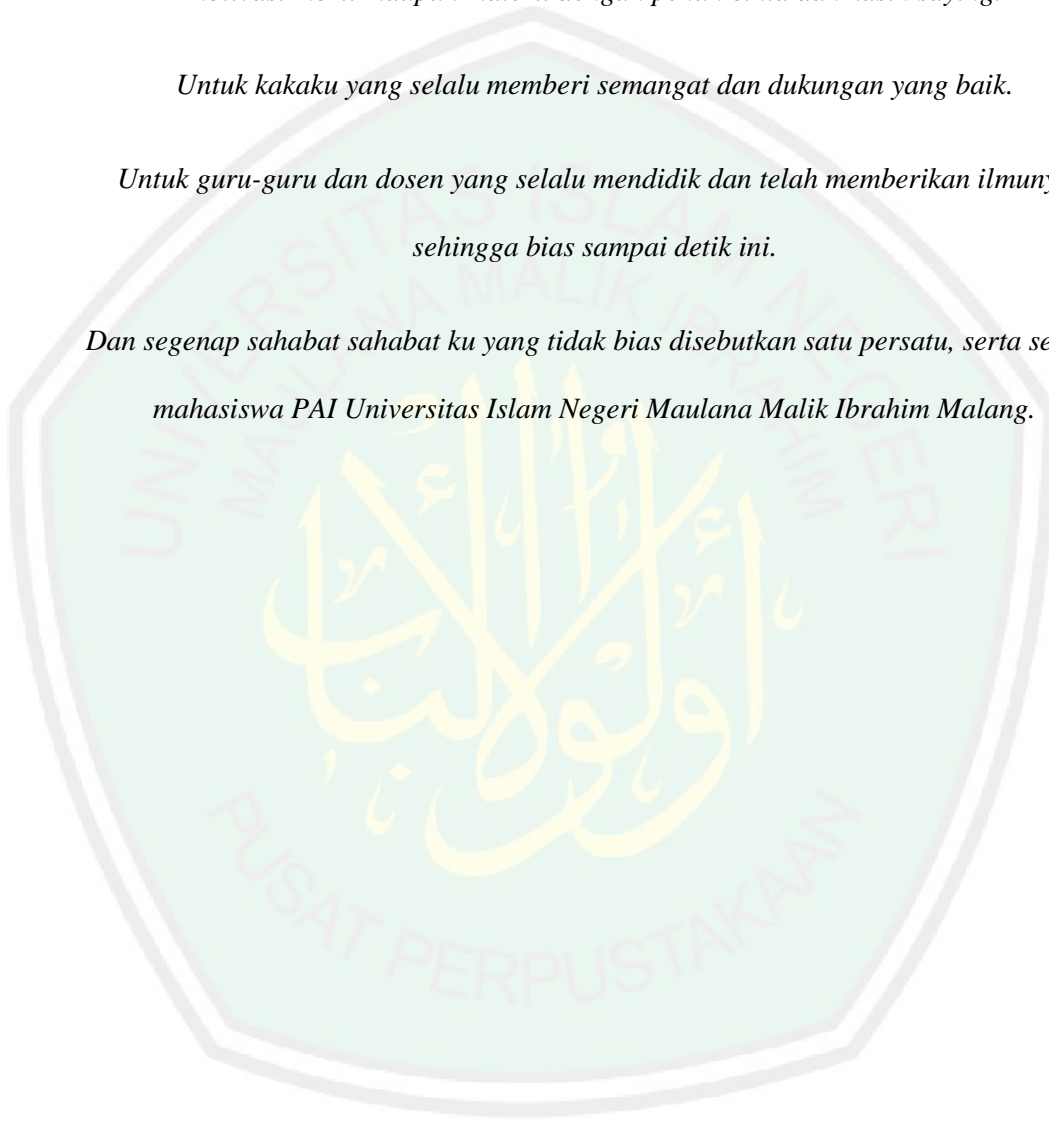 Untuk kakaku yang selalu memberi semangat dan dukungan yang baik.
Untuk guru-guru dan dosen yang selalu mendidik dan telah memberikan
sehingga bias sampai detik ini.
Dan segenap sahabat sahabat ku yang tidak bias disebutkan satu persatu, serta
mahasiswa PAI Universitas Islam Negeri Maulana Malik Ibrahim Malang.
UNIVERSITAS ISLAM NEGERI
MAULANA MALIK IBRAHIM
PUSAT PERPUSTAKAAN